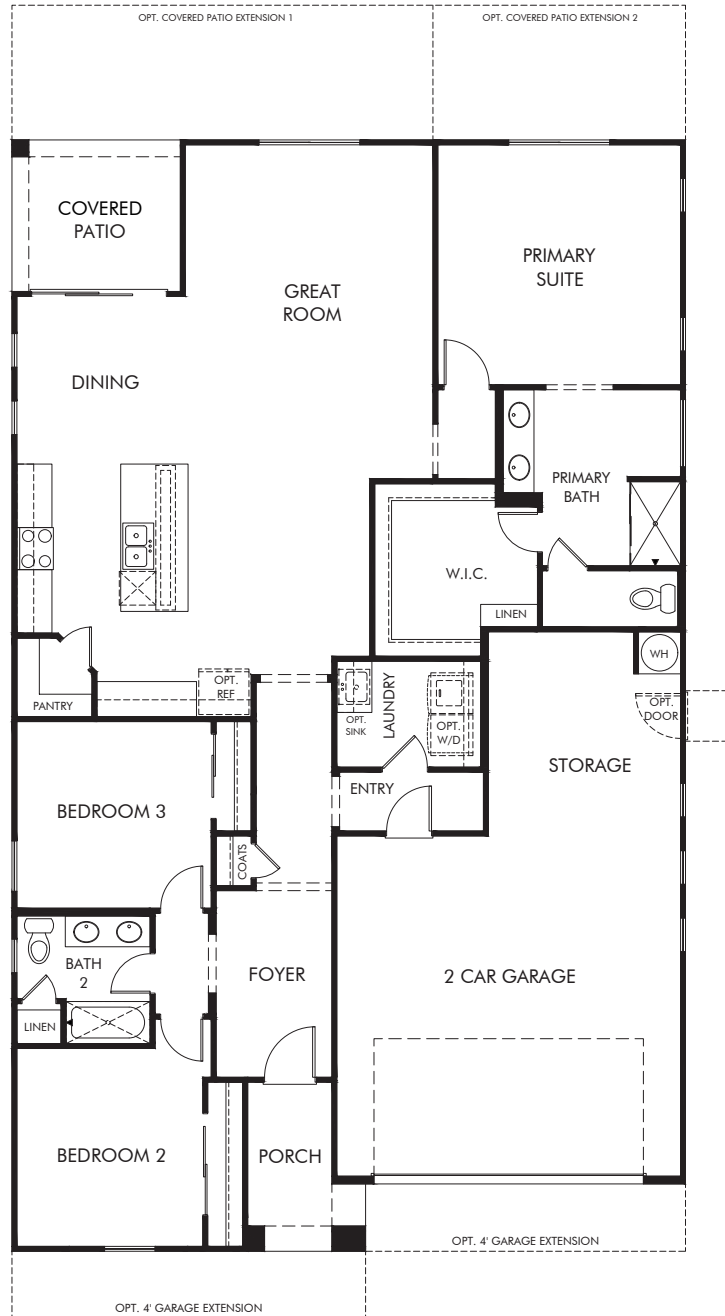 OPT. COVERED PATIO EXTENSION 1
OPT. COVERED PATIO EXTENSION 2
COVERED
PATIO
PRIMARY
SUITE
GREAT
ROOM
DINING
PRIMARY
BATH
W.I.C.
LINEN
WH
OPT.
REF
PANTRY
OPT.
SINK
LAUNDRY
OPT.
W/D
OPT.
DOOR
STORAGE
ENTRY
BEDROOM 3
COATS
BATH
2
FOYER
2 CAR GARAGE
LINEN
BEDROOM 2
PORCH
OPT. 4' GARAGE EXTENSION
OPT. 4' GARAGE EXTENSION